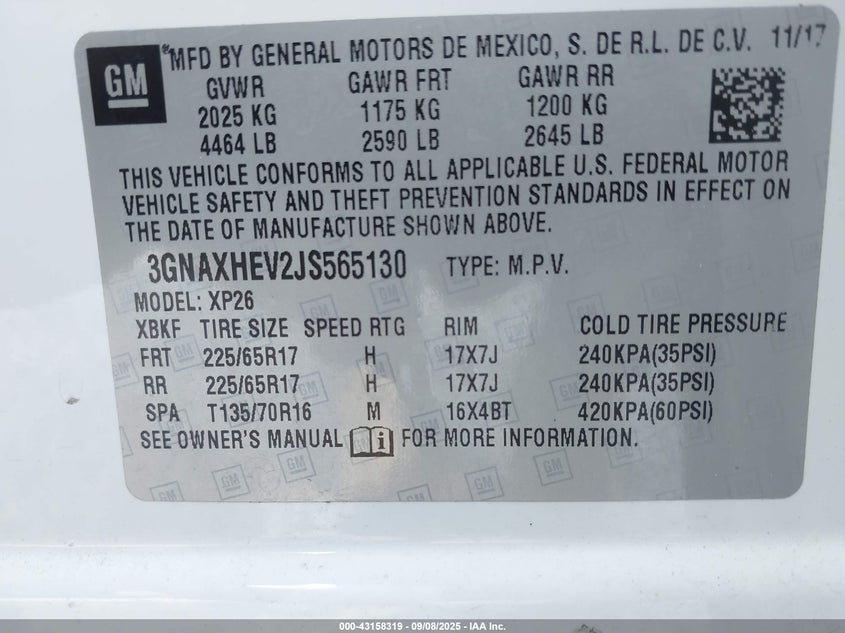 GM
MFD BY GENERAL MOTORS DE MEXICO, S. DE R.L. DE C.V. 11/17
GVWR GAWR FRT GAWR RR
2025 KG 1175 KG 1200 KG
4464 LB 2590 LB 2645 LB
THIS VEHICLE CONFORMS TO ALL APPLICABLE U.S. FEDERAL MOTOR
VEHICLE SAFETY AND THEFT PREVENTION STANDARDS IN EFFECT ON
THE DATE OF MANUFACTURE SHOWN ABOVE.
3GNAXHEV2JS565130 TYPE: M.P.V.
MODEL: XP26
XBKF TIRE SIZE SPEED RTG RIM COLD TIRE PRESSURE
FRT 225/65R17 H 17X7J 240KPA(35PSI)
RR 225/65R17 H 17X7J 240KPA(35PSI)
SPA T135/70R16 M 16X4BT 420KPA(60PSI)
SEE OWNER'S MANUAL i FOR MORE INFORMATION.
000-43158319 - 09/08/2025 - IAA Inc.